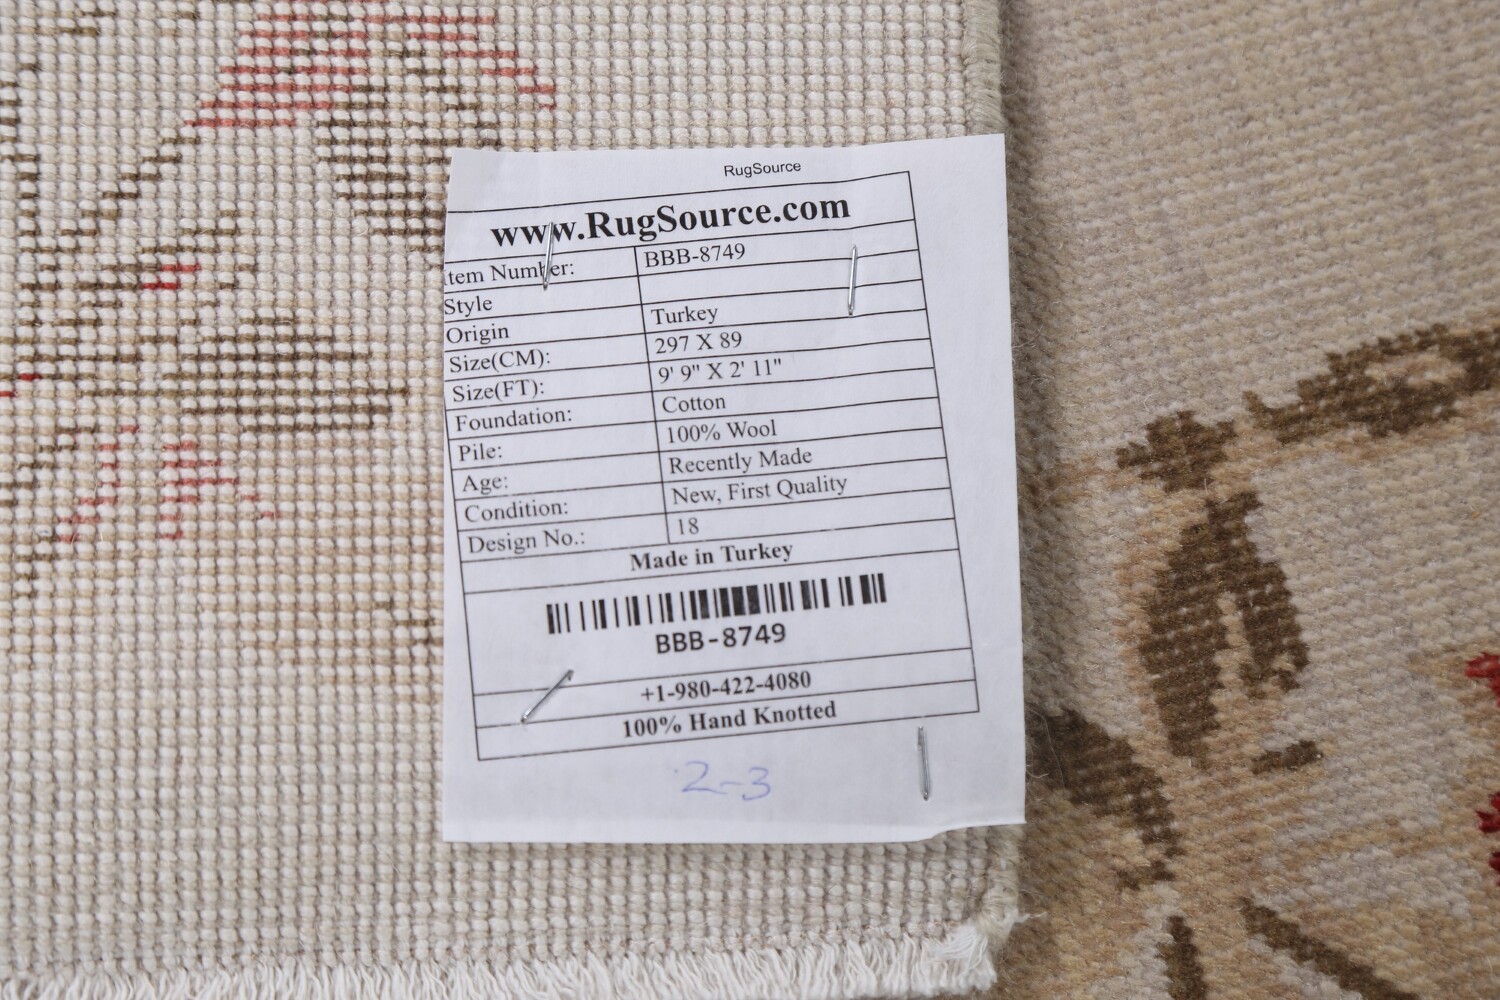 RugSource
www.RugSource.com
Item Number: BBB-8749
Style
Origin Turkey
Size(CM): 297 X 89
Size(FT): 9' 9" X 2' 11"
Foundation: Cotton
Pile: 100% Wool
Age: Recently Made
Condition: New, First Quality
Design No.: 18
Made in Turkey
BBB-8749
+1-980-422-4080
100% Hand Knotted
2-3